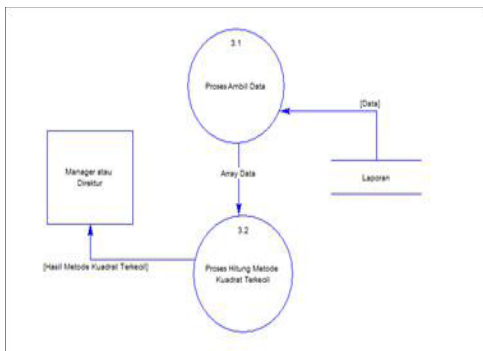 3.1
Proses Ambil Data
[Data]
Manager atau
Direktur
Array Data
Laporan
3.2
[Hasil Metode Kuadrat Terkecil]
Proses Hitung Metode
Kuadrat Terkecil